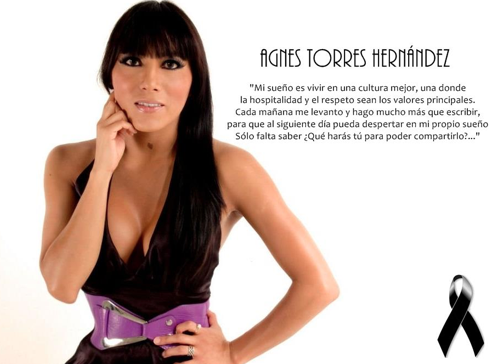 AGNES TORRES HERNÁNDEZ
"Mi sueño es vivir en una cultura mejor, una donde
la hospitalidad y el respeto sean los valores principales.
Cada mañana me levanto y hago mucho más que escribir,
para que al siguiente día pueda despertar en mi propio sueño
Sólo falta saber ¿Qué harás tú para poder compartirlo?..."